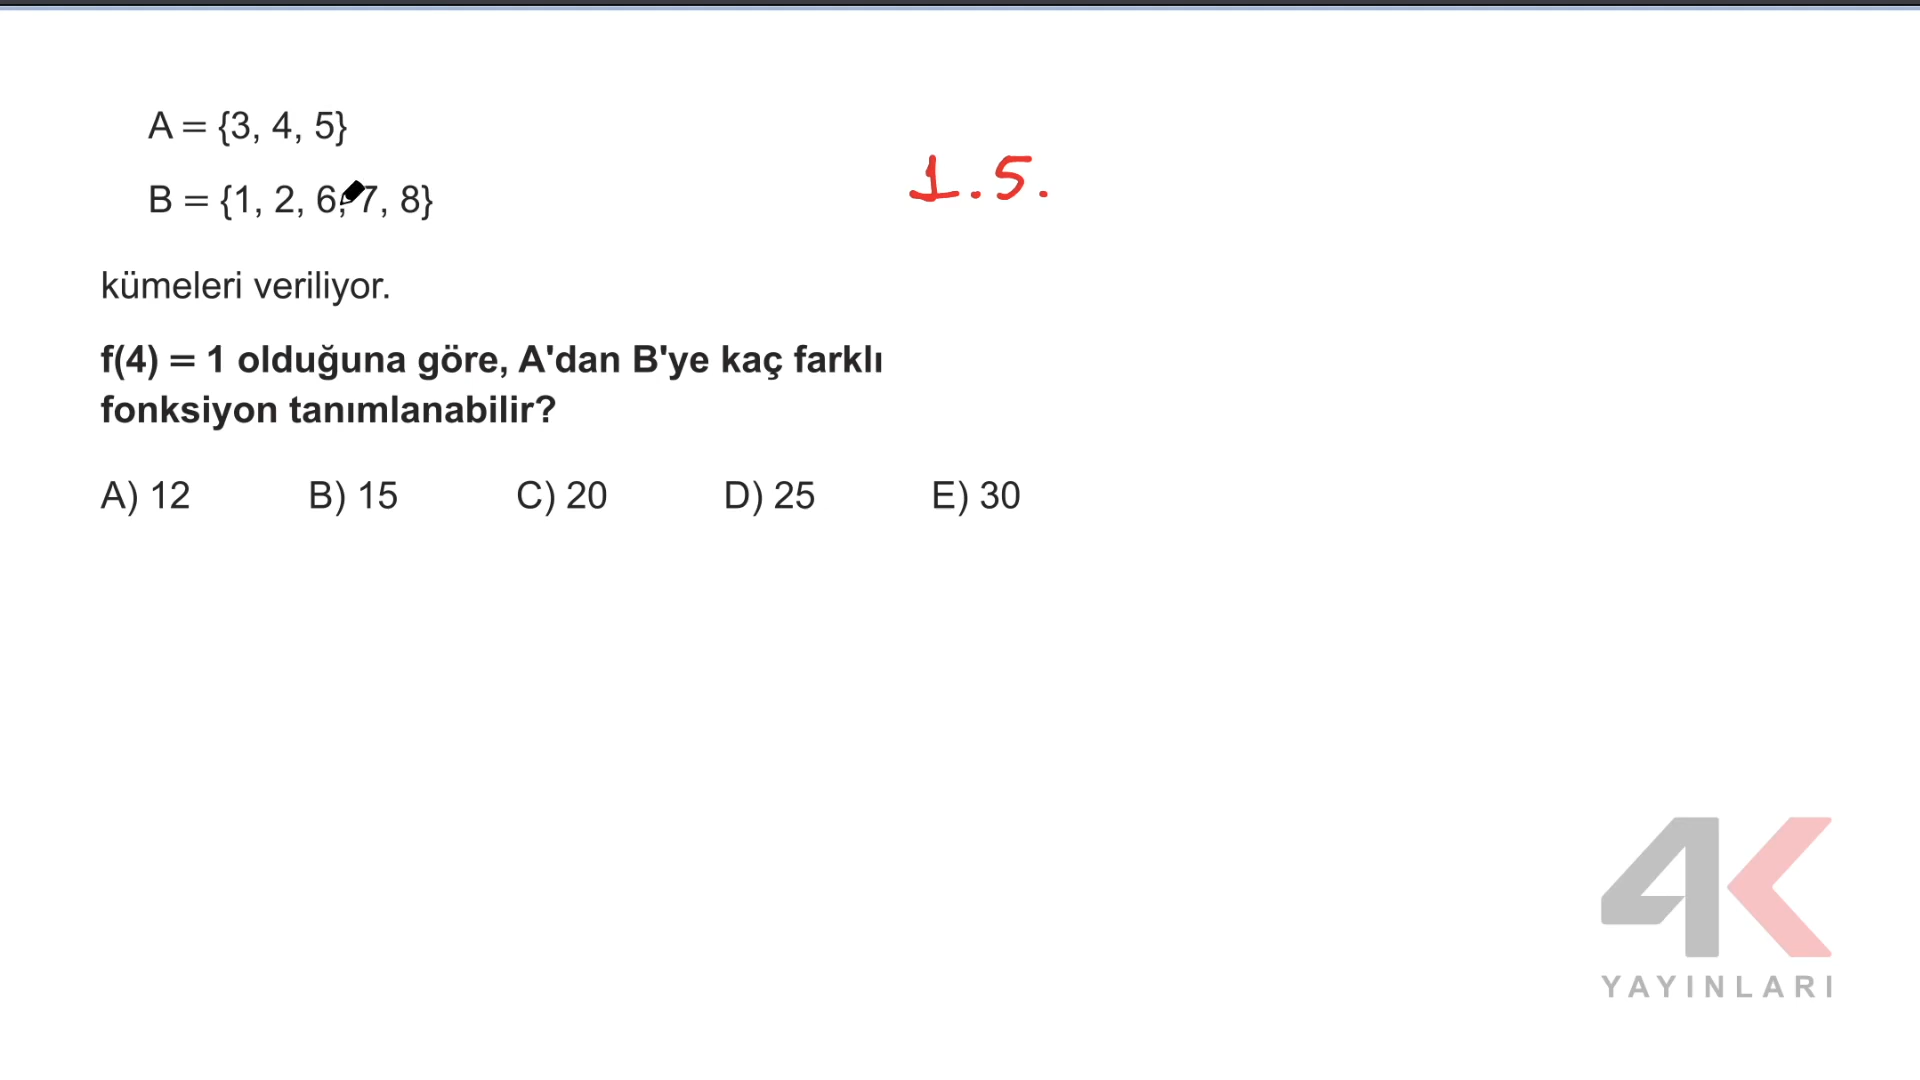 A = {3, 4, 5}
B = {1, 2, 6, 7, 8}
1.5.
kümeleri veriliyor.
f(4) = 1 olduğuna göre, A'dan B'ye kaç farklı
fonksiyon tanımlanabilir?
A) 12 B) 15 C) 20 D) 25 E) 30
4K
YAYINLARI